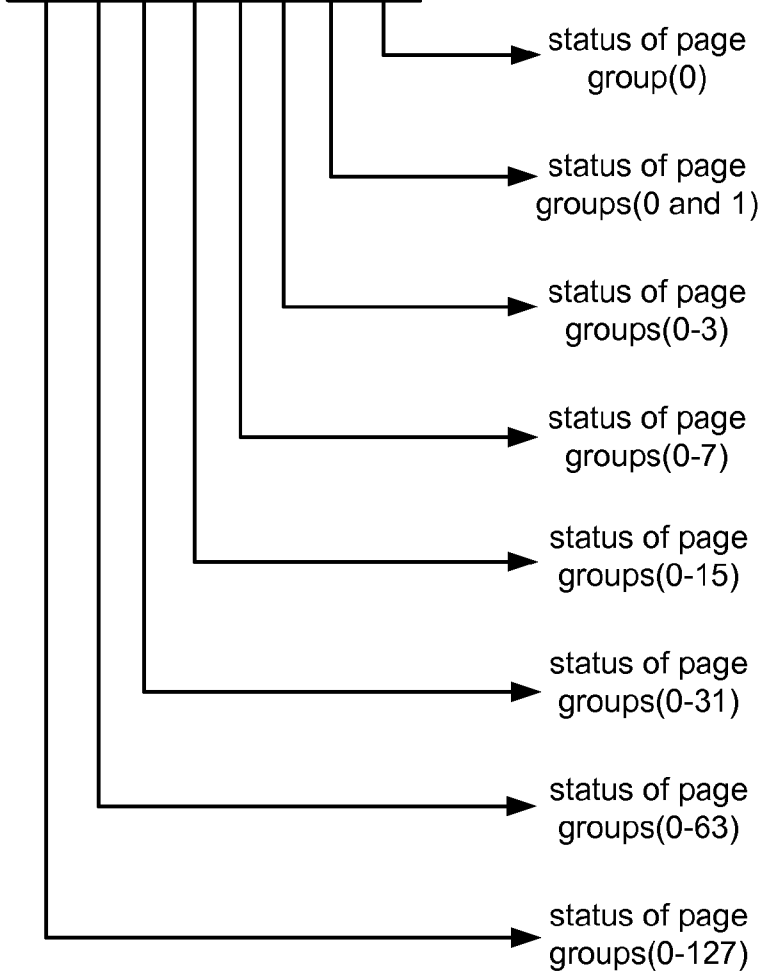 status of page
group(0)
status of page
groups(0 and 1)
status of page
groups(0-3)
status of page
groups(0-7)
status of page
groups(0-15)
status of page
groups(0-31)
status of page
groups(0-63)
status of page
groups(0-127)